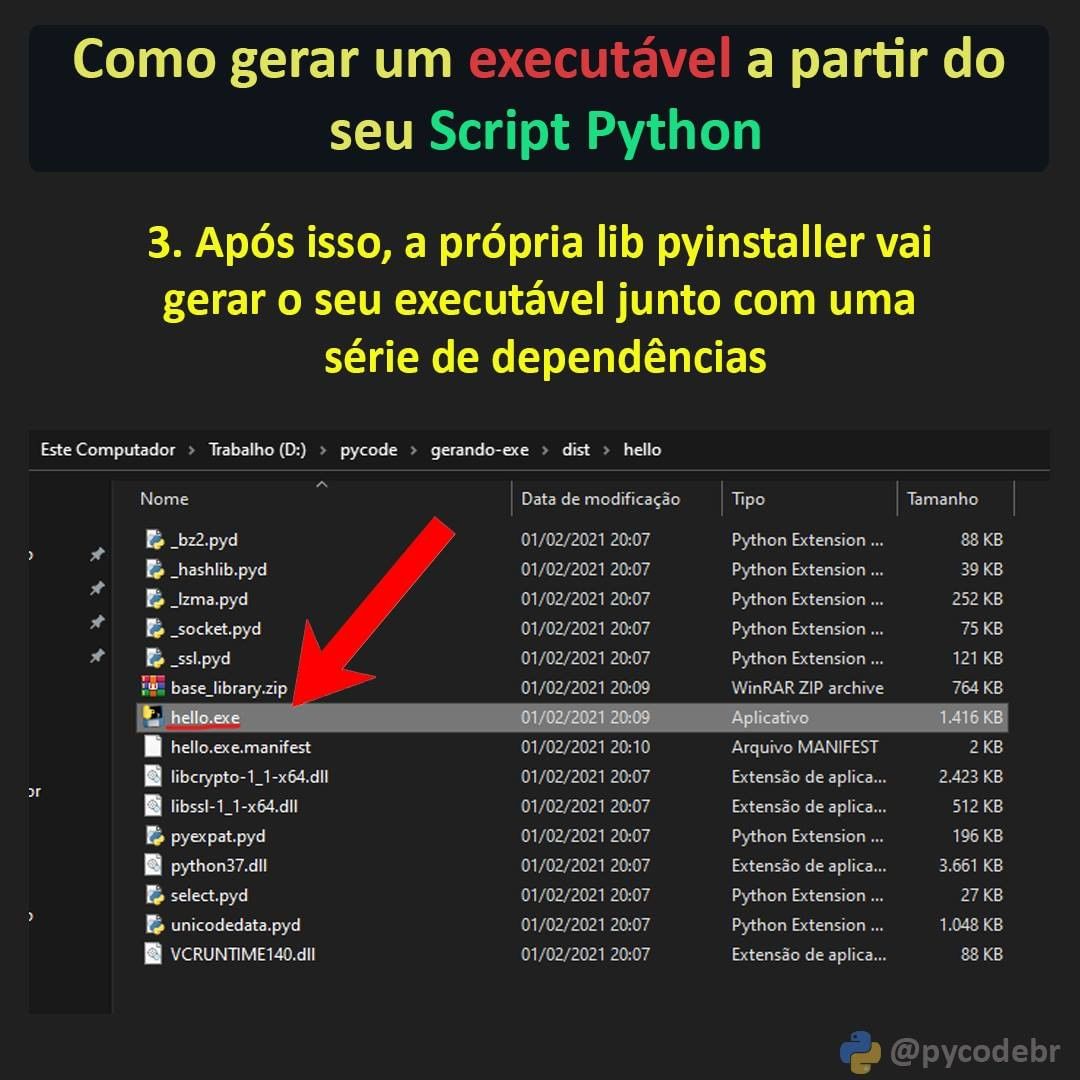 Como gerar um executável a partir do
seu Script Python
3. Após isso, a própria lib pyinstaller vai
gerar o seu executável junto com uma
série de dependências
Este Computador > Trabalho (D:) > pycode > gerando-exe > dist > hello
Nome Data de modificação Tipo Tamanho
_bz2.pyd 01/02/2021 20:07 Python Extension ... 88 KB
_hashlib.pyd 01/02/2021 20:07 Python Extension ... 39 KB
_lzma.pyd 01/02/2021 20:07 Python Extension ... 252 KB
_socket.pyd 01/02/2021 20:07 Python Extension ... 75 KB
_ssl.pyd 01/02/2021 20:07 Python Extension ... 121 KB
base_library.zip 01/02/2021 20:09 WinRAR ZIP archive 764 KB
hello.exe 01/02/2021 20:09 Aplicativo 1.416 KB
hello.exe.manifest 01/02/2021 20:10 Arquivo MANIFEST 2 KB
libcrypto-1_1-x64.dll 01/02/2021 20:07 Extensão de aplica... 2.423 KB
libssl-1_1-x64.dll 01/02/2021 20:07 Extensão de aplica... 512 KB
pyexpat.pyd 01/02/2021 20:07 Python Extension ... 196 KB
python37.dll 01/02/2021 20:07 Extensão de aplica... 3.661 KB
select.pyd 01/02/2021 20:07 Python Extension ... 27 KB
unicodedata.pyd 01/02/2021 20:07 Python Extension ... 1.048 KB
VCRUNTIME140.dll 01/02/2021 20:07 Extensão de aplica... 88 KB
@pycodebr